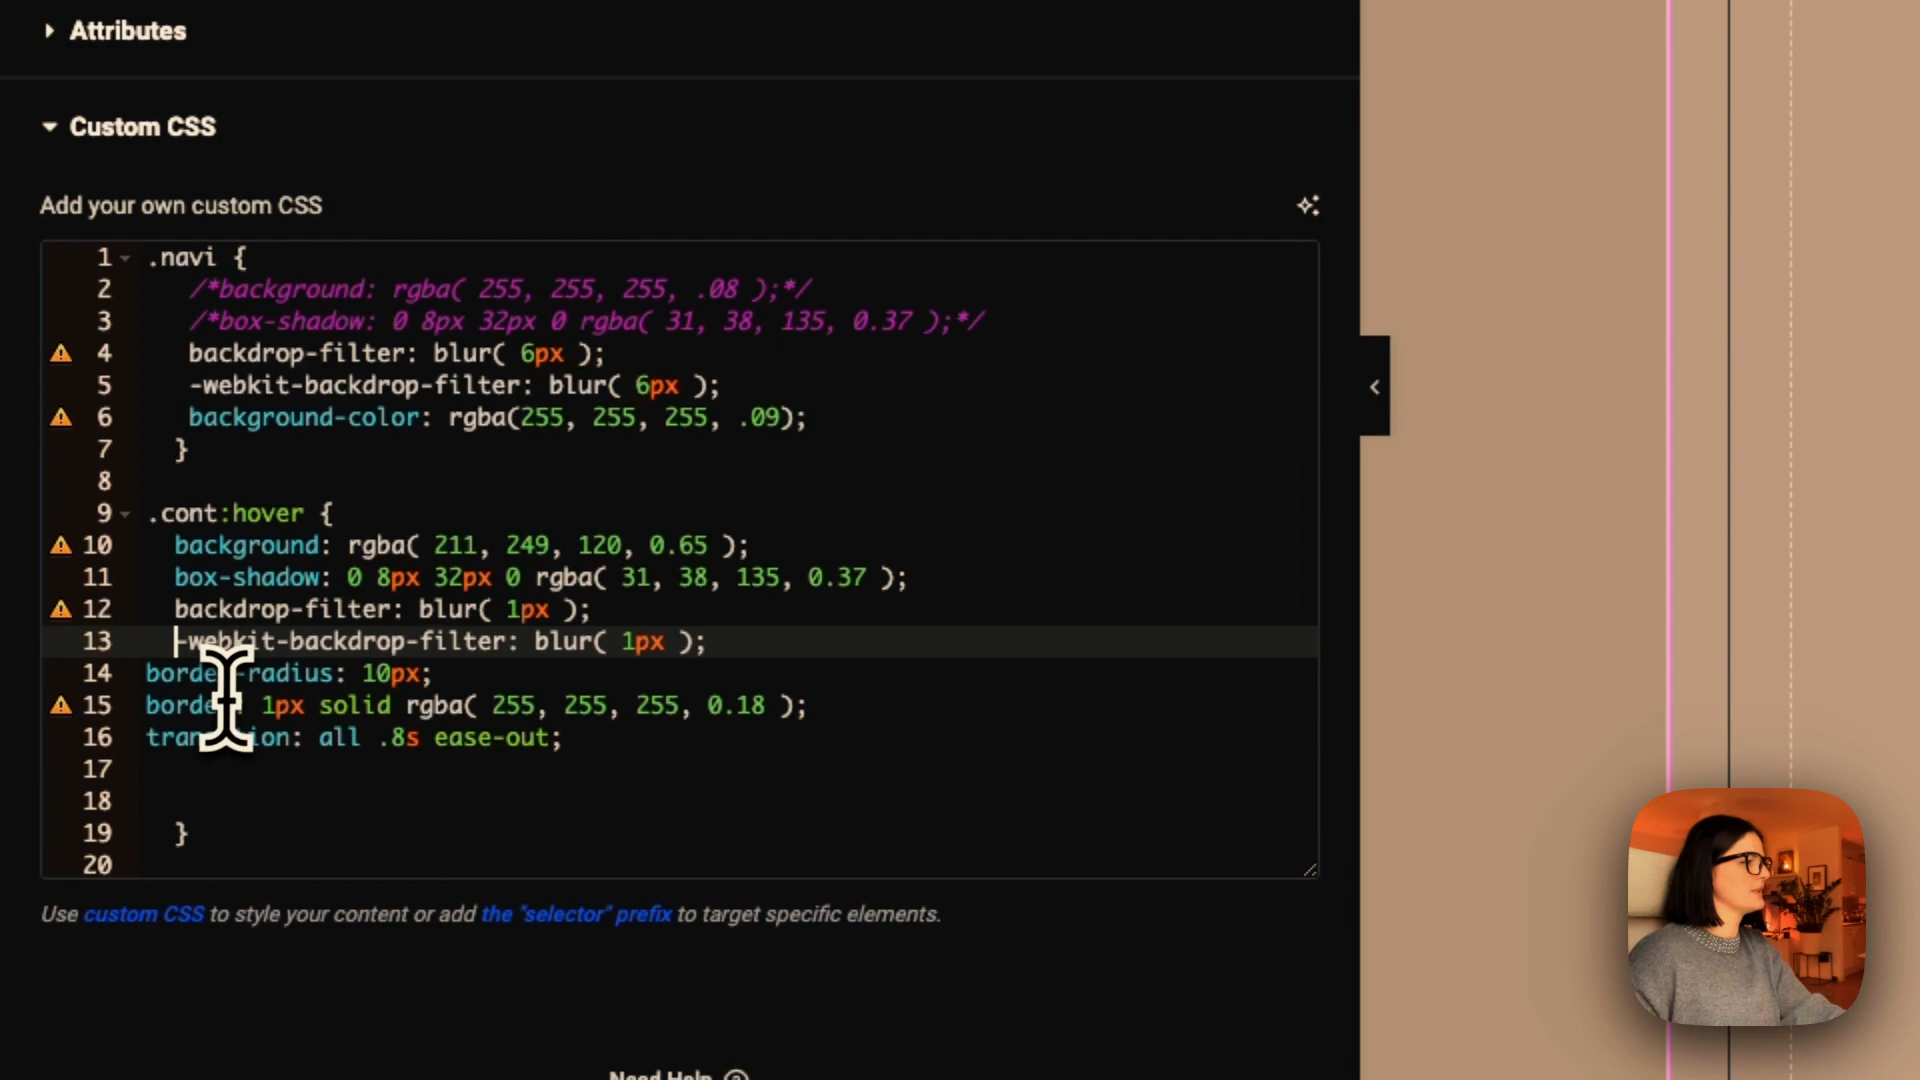 Attributes
Custom CSS
Add your own custom CSS
1 .navi {
2 /*background: rgba( 255, 255, 255, .08 );*/
3 /*box-shadow: 0 8px 32px 0 rgba( 31, 38, 135, 0.37 );*/
4 backdrop-filter: blur( 6px );
5 -webkit-backdrop-filter: blur( 6px );
6 background-color: rgba(255, 255, 255, .09);
7 }
8
9 .cont:hover {
10 background: rgba( 211, 249, 120, 0.65 );
11 box-shadow: 0 8px 32px 0 rgba( 31, 38, 135, 0.37 );
12 backdrop-filter: blur( 1px );
13 -webkit-backdrop-filter: blur( 1px );
14 border-radius: 10px;
15 border: 1px solid rgba( 255, 255, 255, 0.18 );
16 transition: all .8s ease-out;
17
18
19 }
20
Use custom CSS to style your content or add the "selector" prefix to target specific elements.
Need Help